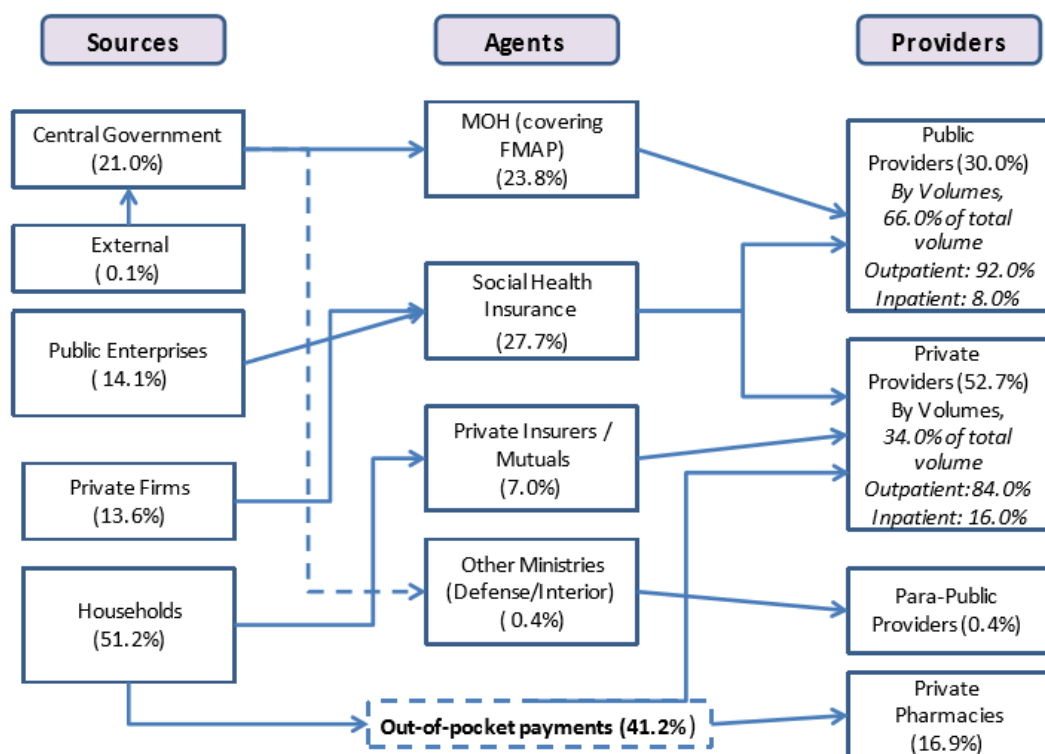 Sources
Agents
Providers
Central Government
(21.0%)
External
( 0.1%)
Public Enterprises
( 14.1%)
Private Firms
(13.6%)
Households
(51.2%)
MOH (covering
FMAP)
(23.8%)
Social Health
Insurance
(27.7%)
Private Insurers /
Mutuals
(7.0%)
Other Ministries
(Defense/Interior)
( 0.4%)
Out-of-pocket payments (41.2%)
Public
Providers (30.0%)
By Volumes,
66.0% of total
volume
Outpatient: 92.0%
Inpatient: 8.0%
Private
Providers (52.7%)
By Volumes,
34.0% of total
volume
Outpatient: 84.0%
Inpatient: 16.0%
Para-Public
Providers (0.4%)
Private
Pharmacies
(16.9%)